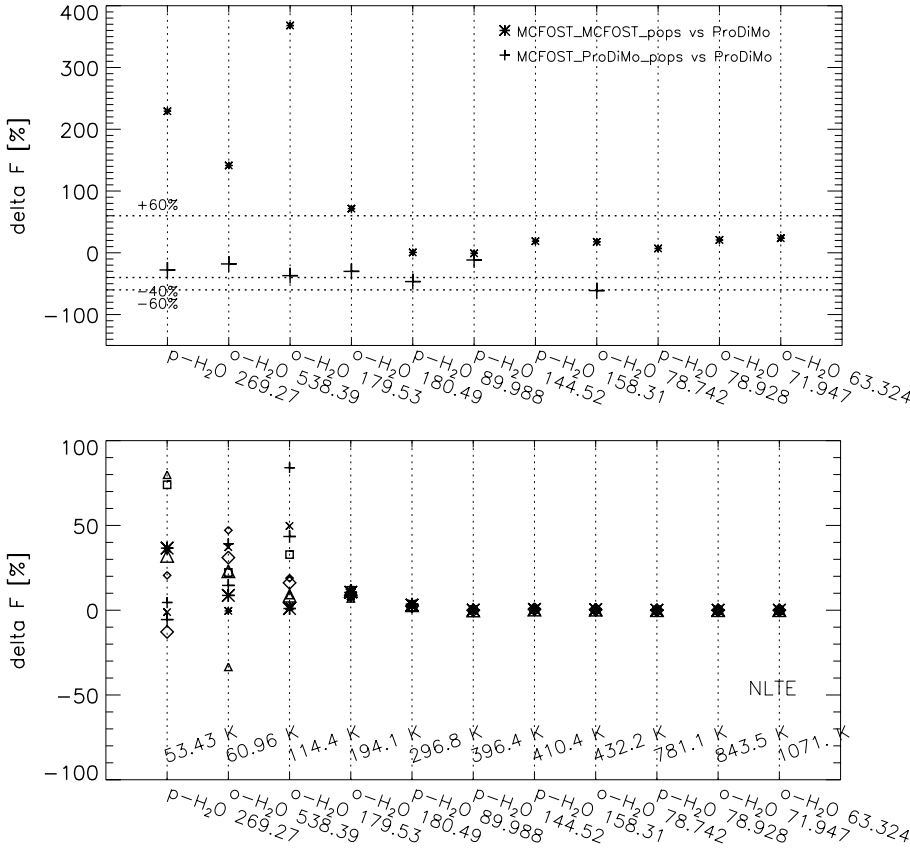 400
✳ MCFOST_MCFOST_pops vs ProDiMo
+ MCFOST_ProDiMo_pops vs ProDiMo
300
200
100
+60%
0
−40%
−60%
−100
delta F [%]
p−H₂O 269.27
o−H₂O 538.39
o−H₂O 179.53
o−H₂O 180.49
p−H₂O 89.988
p−H₂O 144.52
p−H₂O 158.31
o−H₂O 78.742
p−H₂O 78.928
o−H₂O 71.947
o−H₂O 63.324
100
50
0
−50
−100
delta F [%]
NLTE
53.43 K
60.96 K
114.4 K
194.1 K
296.8 K
396.4 K
410.4 K
432.2 K
781.1 K
843.5 K
1071. K
p−H₂O 269.27
o−H₂O 538.39
o−H₂O 179.53
o−H₂O 180.49
p−H₂O 89.988
p−H₂O 144.52
p−H₂O 158.31
o−H₂O 78.742
p−H₂O 78.928
o−H₂O 71.947
o−H₂O 63.324